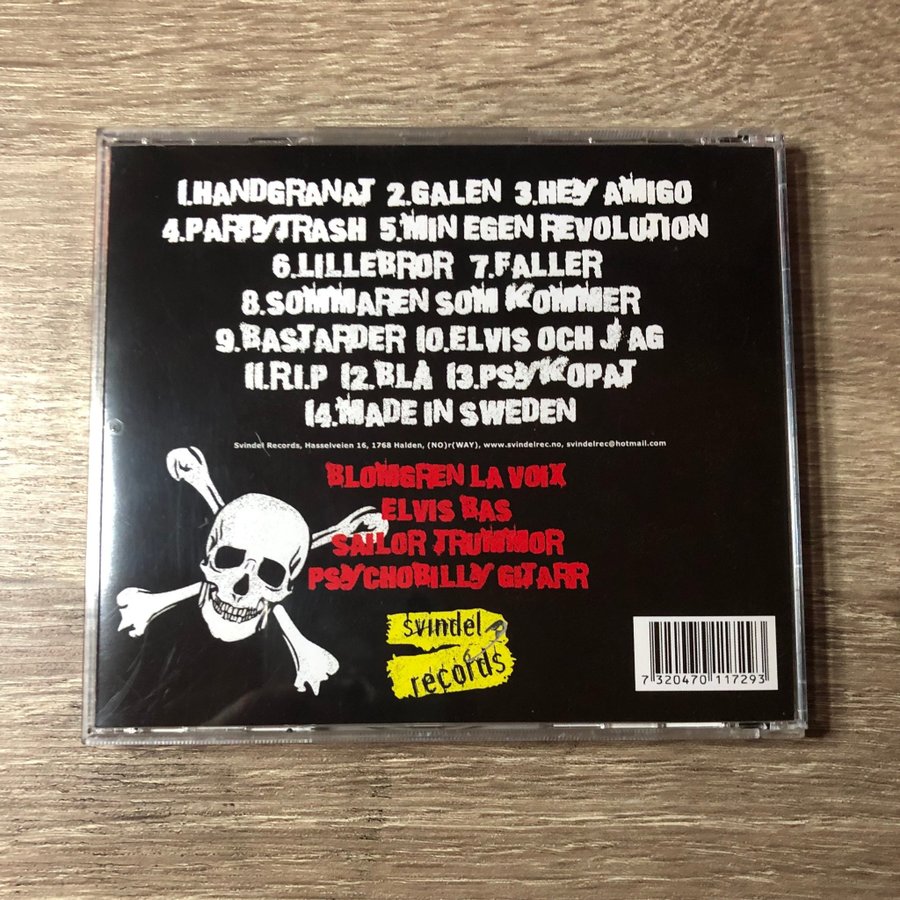 1.HANDGRANAT 2.GALEN 3.HEY AMIGO
4.PARTYTRASH 5.MIN EGEN REVOLUTION
6.LILLEBROR 7.FALLER
8.SOMMAREN SOM KOMMER
9.BASTARDER 10.ELVIS OCH JAG
11.R.I.P 12.BLÅ 13.PSYKOPAT
14.MADE IN SWEDEN
Svindel Records, Hasselveien 16, 1768 Halden, (NO)r(WAY), www.svindelrec.no, svindelrec@hotmail.com
BLOMGREN LA VOIX
ELVIS BAS
SAILOR TRUMMOR
PSYCHOBILLY GITARR
svindel
records
7 320470 117293